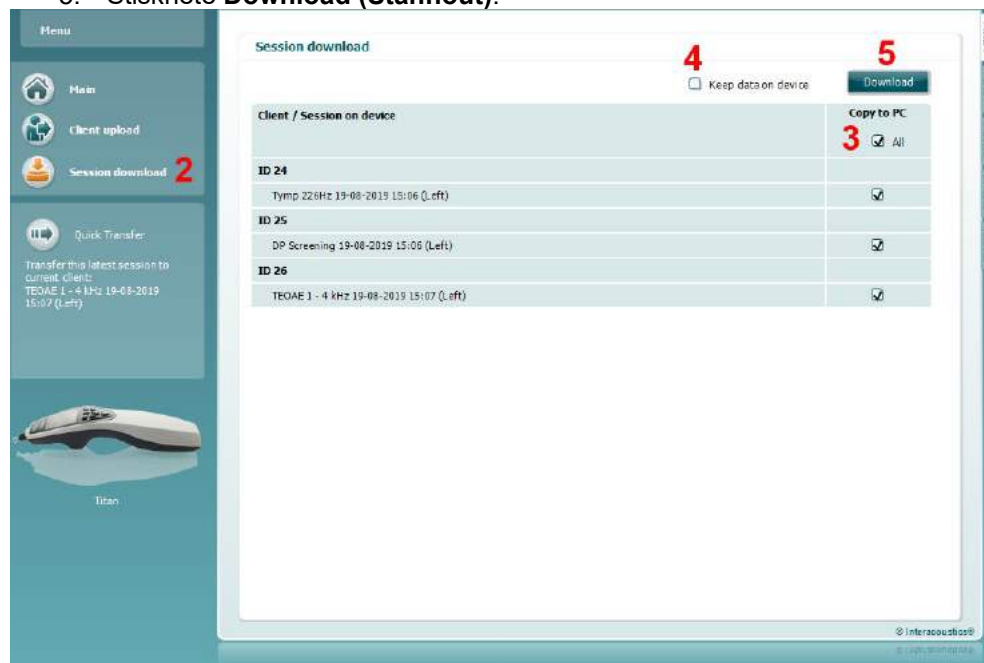 Stiskněte Download (Stáhnout).
Menu
Main
Client upload
Session download 2
Quick Transfer
Transfer this latest session to
current client:
TEOAE 1 - 4 kHz 19-08-2019
15:07 (Left)
Titan
Session download
4
5
Keep data on device
Download
Client / Session on device
Copy to PC
3
All
ID 24
Tymp 226Hz 19-08-2019 15:06 (Left)
ID 25
DP Screening 19-08-2019 15:06 (Left)
ID 26
TEOAE 1 - 4 kHz 19-08-2019 15:07 (Left)
© Interacoustics®